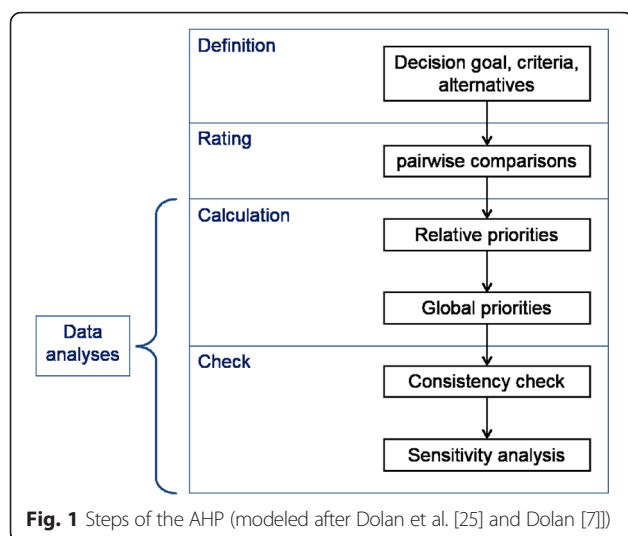 Definition
Decision goal, criteria,
alternatives
Rating
pairwise comparisons
Calculation
Relative priorities
Global priorities
Data
analyses
Check
Consistency check
Sensitivity analysis
Fig. 1 Steps of the AHP (modeled after Dolan et al. [25] and Dolan [7]])